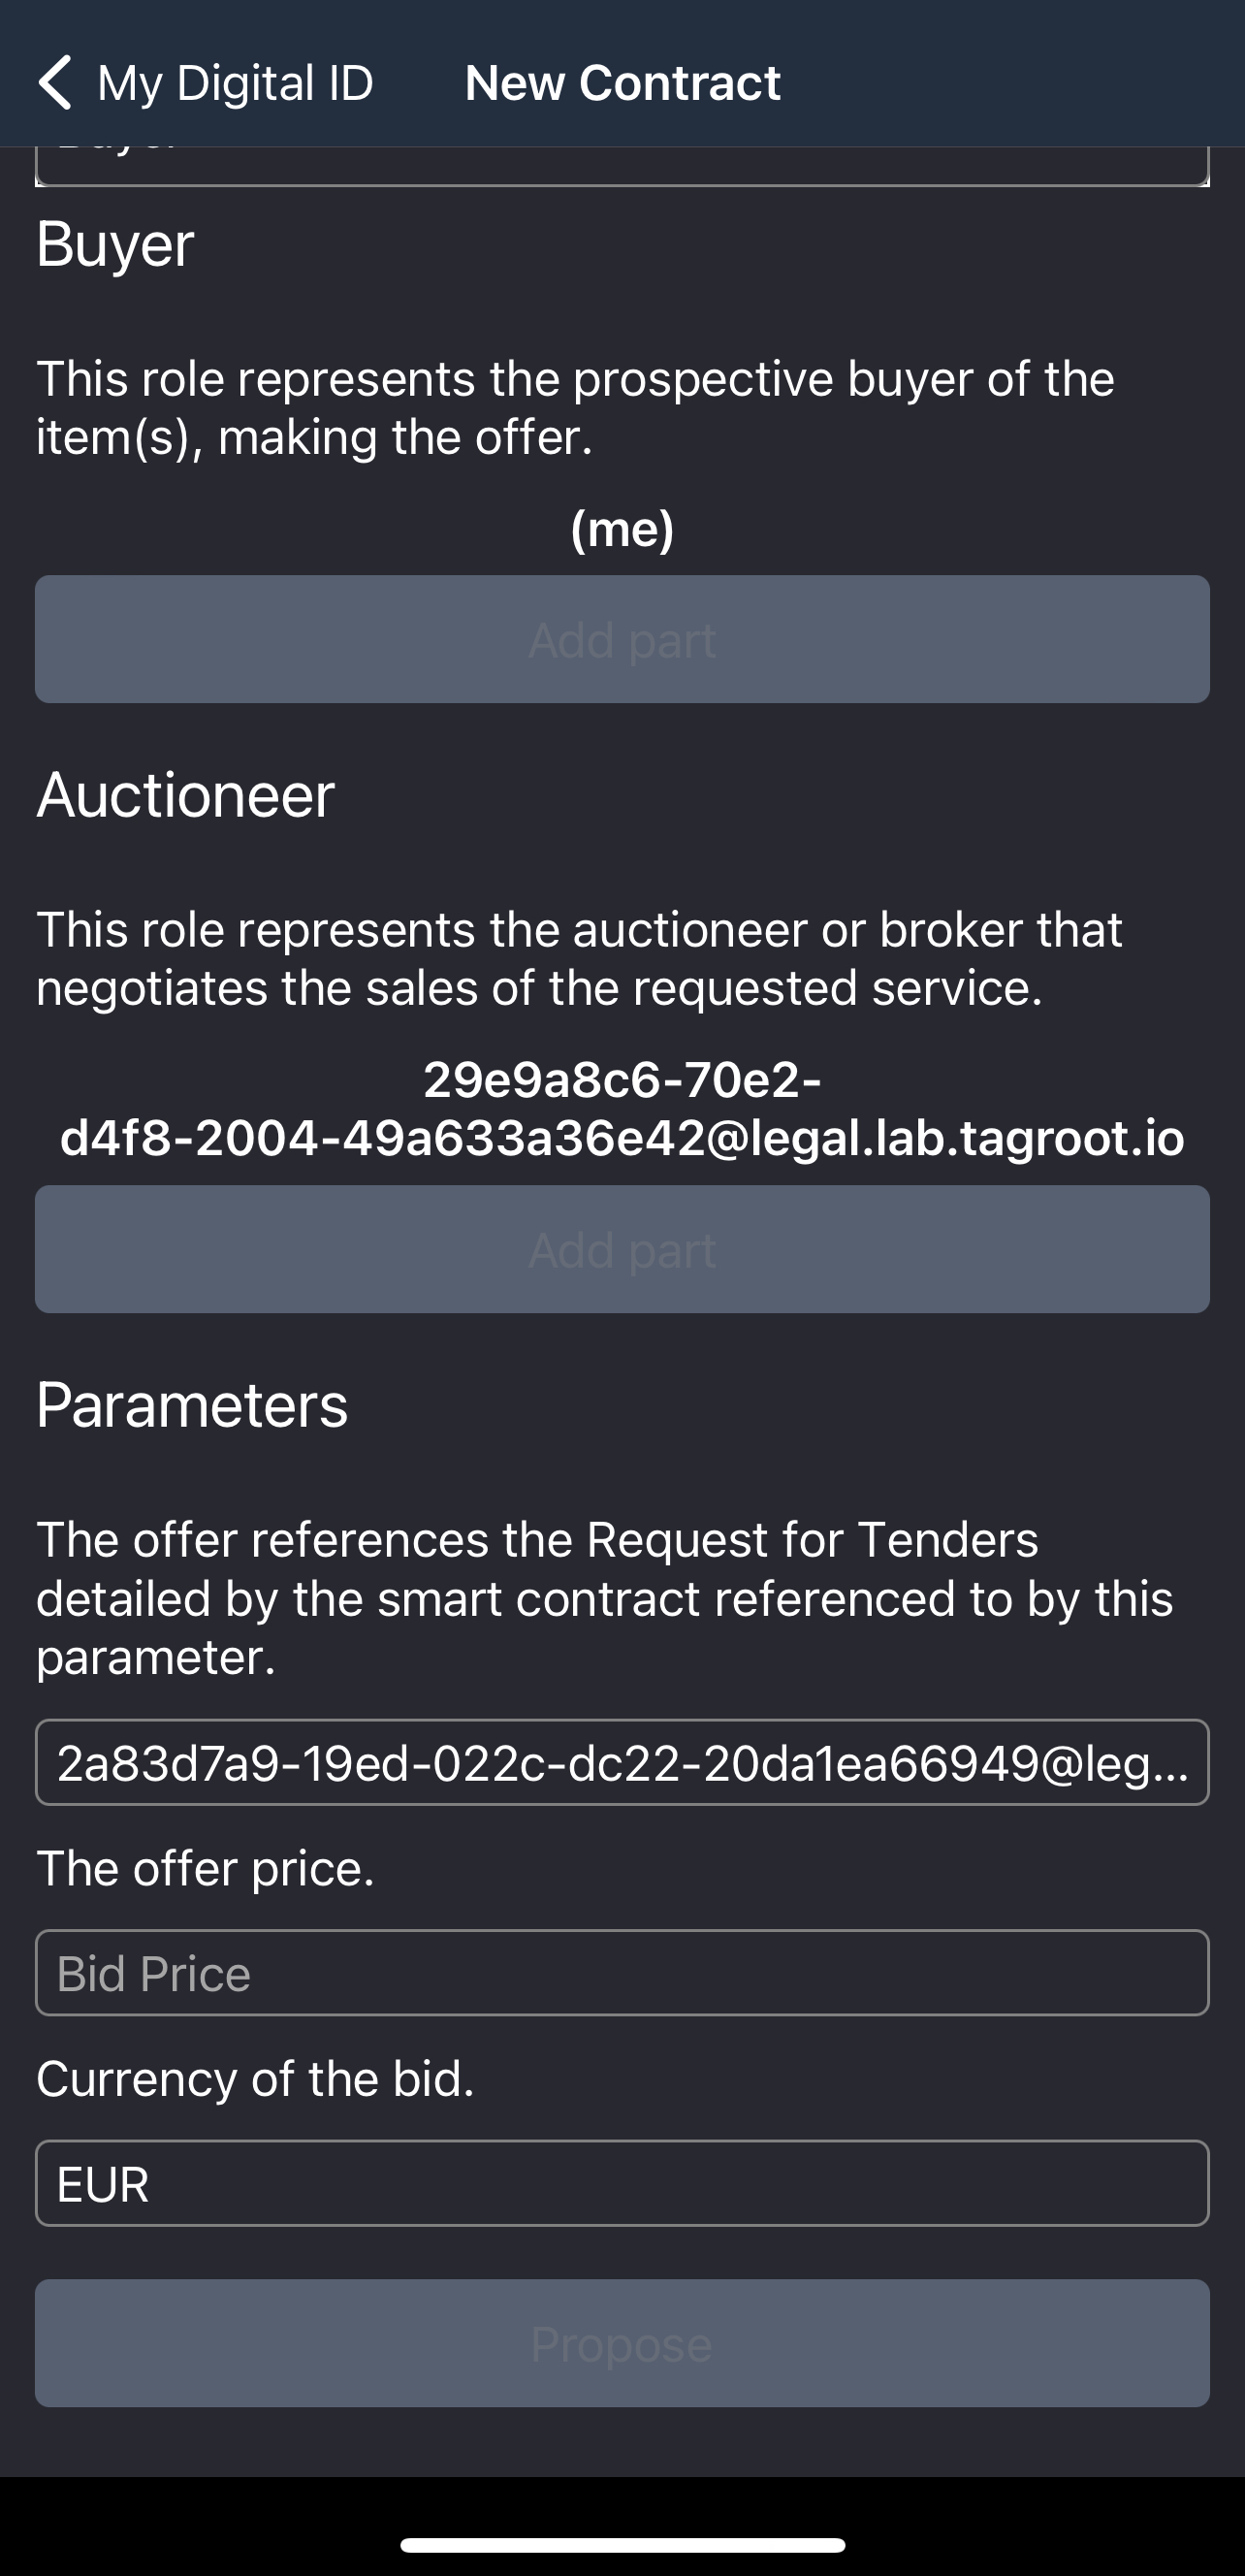 My Digital ID
New Contract
Buyer
This role represents the prospective buyer of the
item(s), making the offer.
(me)
Add part
Auctioneer
This role represents the auctioneer or broker that
negotiates the sales of the requested service.
29e9a8c6-70e2-
d4f8-2004-49a633a36e42@legal.lab.tagroot.io
Add part
Parameters
The offer references the Request for Tenders
detailed by the smart contract referenced to by this
parameter.
2a83d7a9-19ed-022c-dc22-20da1ea66949@leg...
The offer price.
Bid Price
Currency of the bid.
EUR
Propose